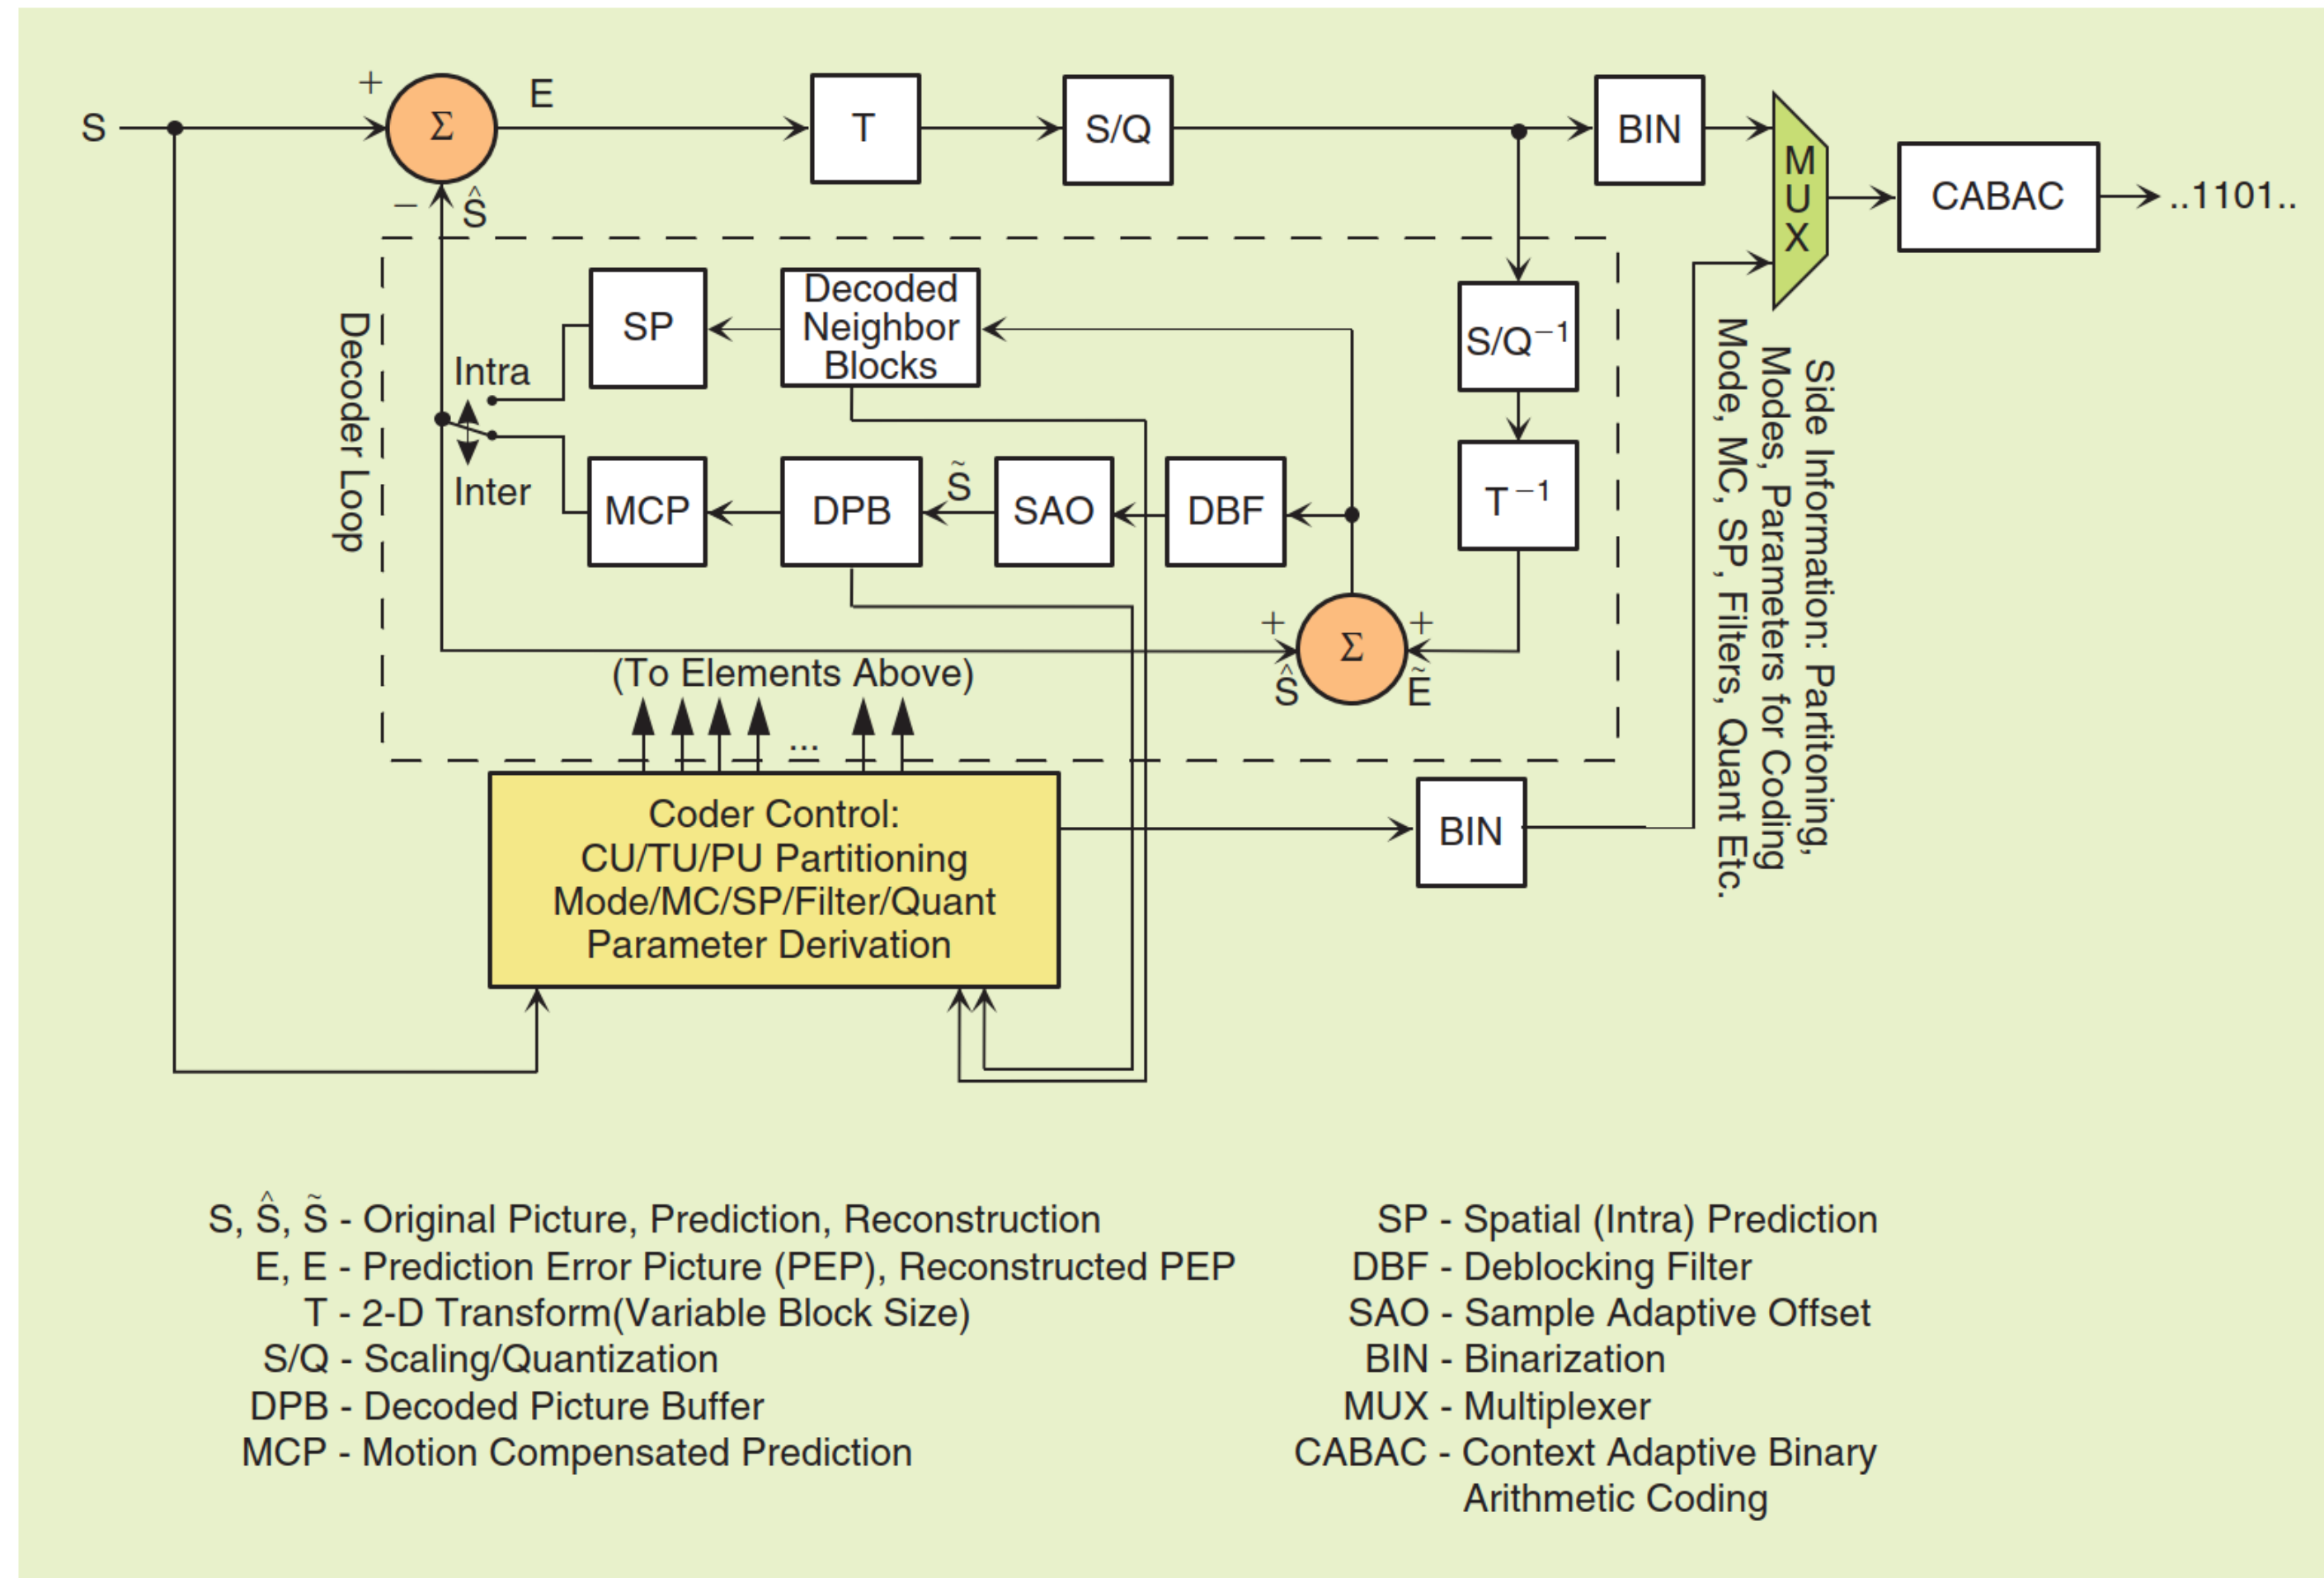 S
+
Σ
E
T
S/Q
BIN
M
U
X
CABAC
..1101..
−
Ŝ
Decoder Loop
Intra
Inter
SP
Decoded
Neighbor
Blocks
S/Q⁻¹
T⁻¹
MCP
DPB
S̃
SAO
DBF
+
Σ
+
Ŝ
Ẽ
(To Elements Above)
...
Coder Control:
CU/TU/PU Partitioning
Mode/MC/SP/Filter/Quant
Parameter Derivation
BIN
Side Information: Partitoning,
Modes, Parameters for Coding
Mode, MC, SP, Filters, Quant Etc.
S, Ŝ, S̃ - Original Picture, Prediction, Reconstruction
E, E - Prediction Error Picture (PEP), Reconstructed PEP
T - 2-D Transform(Variable Block Size)
S/Q - Scaling/Quantization
DPB - Decoded Picture Buffer
MCP - Motion Compensated Prediction
SP - Spatial (Intra) Prediction
DBF - Deblocking Filter
SAO - Sample Adaptive Offset
BIN - Binarization
MUX - Multiplexer
CABAC - Context Adaptive Binary
Arithmetic Coding